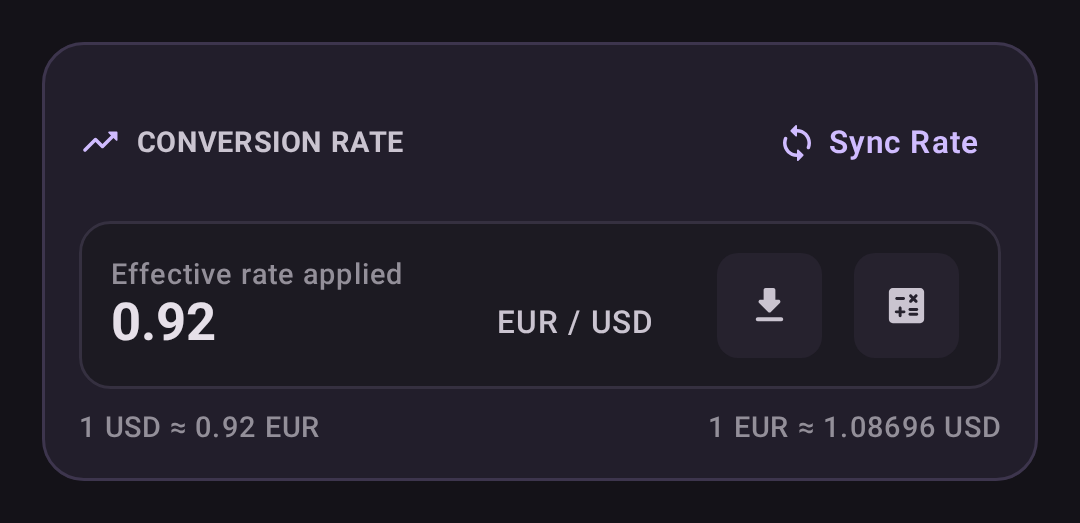 CONVERSION RATE
Sync Rate
Effective rate applied
0.92
EUR / USD
1 USD ≈ 0.92 EUR
1 EUR ≈ 1.08696 USD